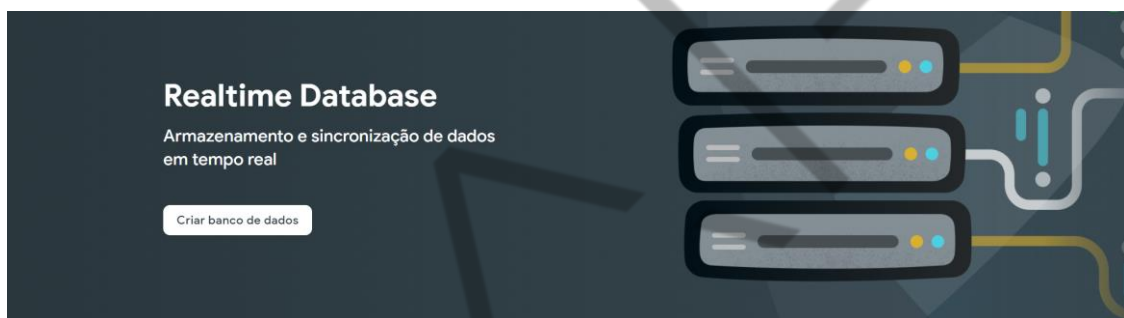 Realtime Database
Armazenamento e sincronização de dados
em tempo real
Criar banco de dados